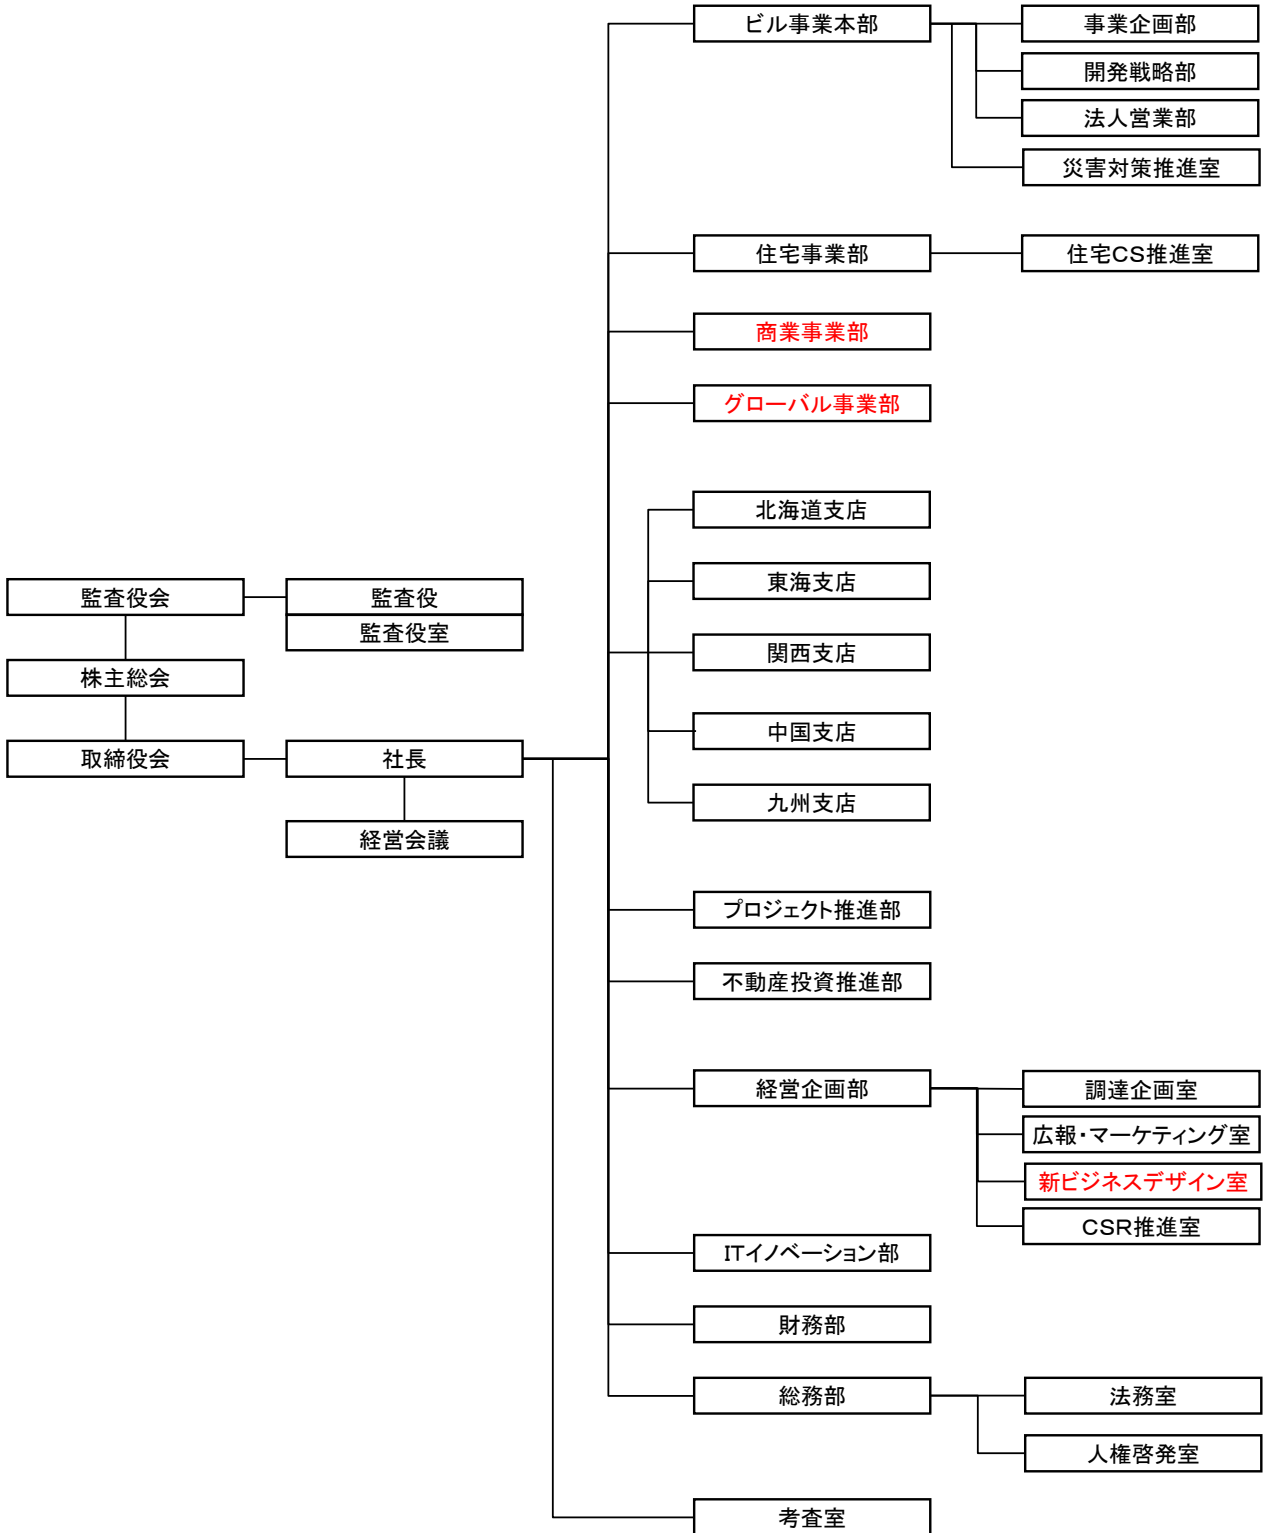 ビル事業本部
事業企画部
開発戦略部
法人営業部
災害対策推進室
住宅事業部
住宅CS推進室
商業事業部
グローバル事業部
北海道支店
東海支店
関西支店
中国支店
九州支店
監査役会
監査役
監査役室
株主総会
取締役会
社長
経営会議
プロジェクト推進部
不動産投資推進部
経営企画部
調達企画室
広報・マーケティング室
新ビジネスデザイン室
CSR推進室
ITイノベーション部
財務部
総務部
法務室
人権啓発室
考査室